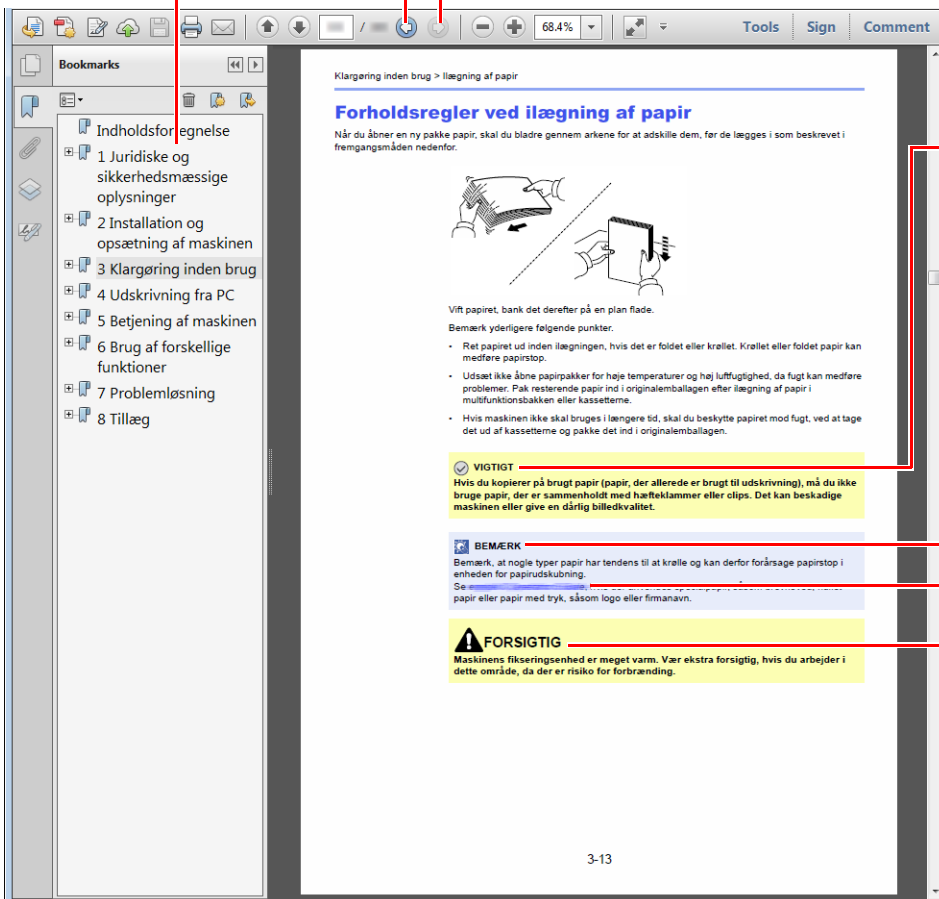 68.4%
Tools Sign Comment
Bookmarks
Indholdsfortegnelse
1 Juridiske og
sikkerhedsmæssige
oplysninger
2 Installation og
opsætning af maskinen
3 Klargøring inden brug
4 Udskrivning fra PC
5 Betjening af maskinen
6 Brug af forskellige
funktioner
7 Problemløsning
8 Tillæg
Klargøring inden brug > Ilægning af papir
Forholdsregler ved ilægning af papir
Når du åbner en ny pakke papir, skal du bladre gennem arkene for at adskille dem, før de lægges i som beskrevet i
fremgangsmåden nedenfor.
Vift papiret, bank det derefter på en plan flade.
Bemærk yderligere følgende punkter.
• Ret papiret ud inden ilægningen, hvis det er foldet eller krøllet. Krøllet eller foldet papir kan
medføre papirstop.
• Udsæt ikke åbne papirpakker for høje temperaturer og høj luftfugtighed, da fugt kan medføre
problemer. Pak resterende papir ind i originalemballagen efter ilægning af papir i
multifunktionsbakken eller kassetterne.
• Hvis maskinen ikke skal bruges i længere tid, skal du beskytte papiret mod fugt, ved at tage
det ud af kassetterne og pakke det ind i originalemballagen.
VIGTIGT
Hvis du kopierer på brugt papir (papir, der allerede er brugt til udskrivning), må du ikke
bruge papir, der er sammenholdt med hæfteklammer eller clips. Det kan beskadige
maskinen eller give en dårlig billedkvalitet.
BEMÆRK
Bemærk, at nogle typer papir har tendens til at krølle og kan derfor forårsage papirstop i
enheden for papirudskubning.
Se
papir eller papir med tryk, såsom logo eller firmanavn.
FORSIGTIG
Maskinens fikseringsenhed er meget varm. Vær ekstra forsigtig, hvis du arbejder i
dette område, da der er risiko for forbrænding.
3-13